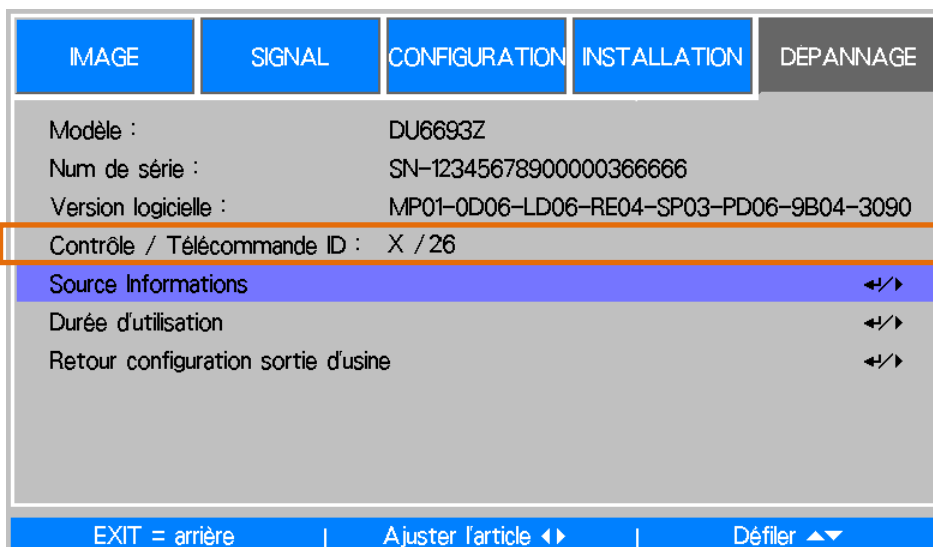 IMAGE SIGNAL CONFIGURATION INSTALLATION DÉPANNAGE
Modèle : DU6693Z
Num de série : SN-12345678900000366666
Version logicielle : MP01-0D06-LD06-RE04-SP03-PD06-9B04-3090
Contrôle / Télécommande ID : X / 26
Source Informations
Durée d'utilisation
Retour configuration sortie d'usine
EXIT = arrière | Ajuster l'article | Défiler